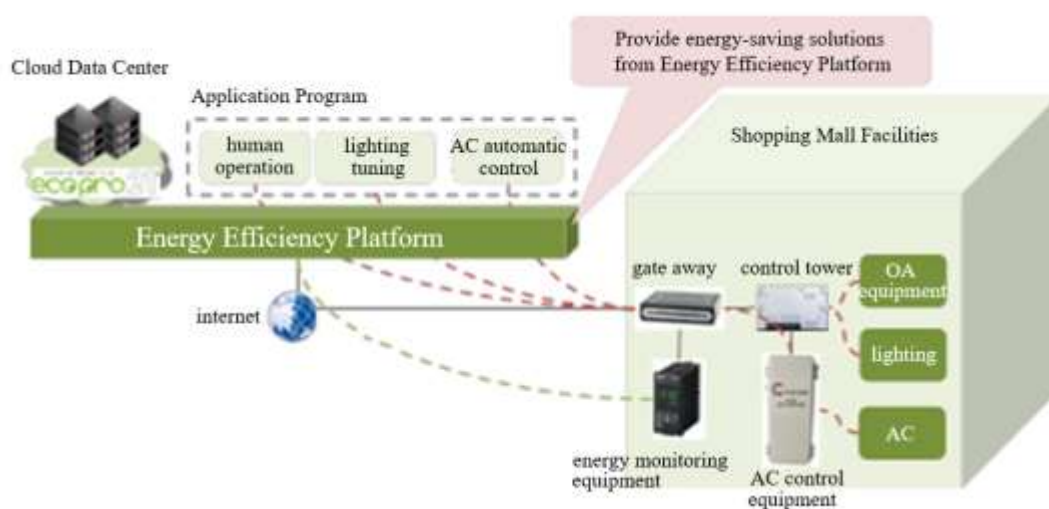 Provide energy-saving solutions
from Energy Efficiency Platform
Cloud Data Center
Application Program
human
operation
lighting
tuning
AC automatic
control
Shopping Mall Facilities
ecopro
Energy Efficiency Platform
gate away
control tower
OA
equipment
internet
lighting
AC
energy monitoring
equipment
AC control
equipment